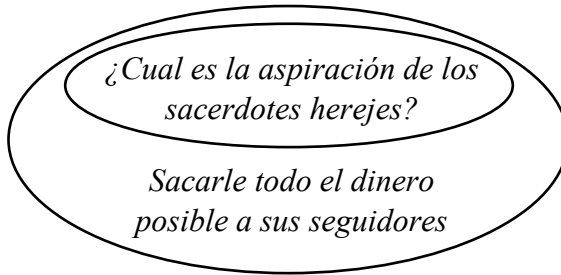 ¿Cual es la aspiración de los
sacerdotes herejes?
Sacarle todo el dinero
posible a sus seguidores